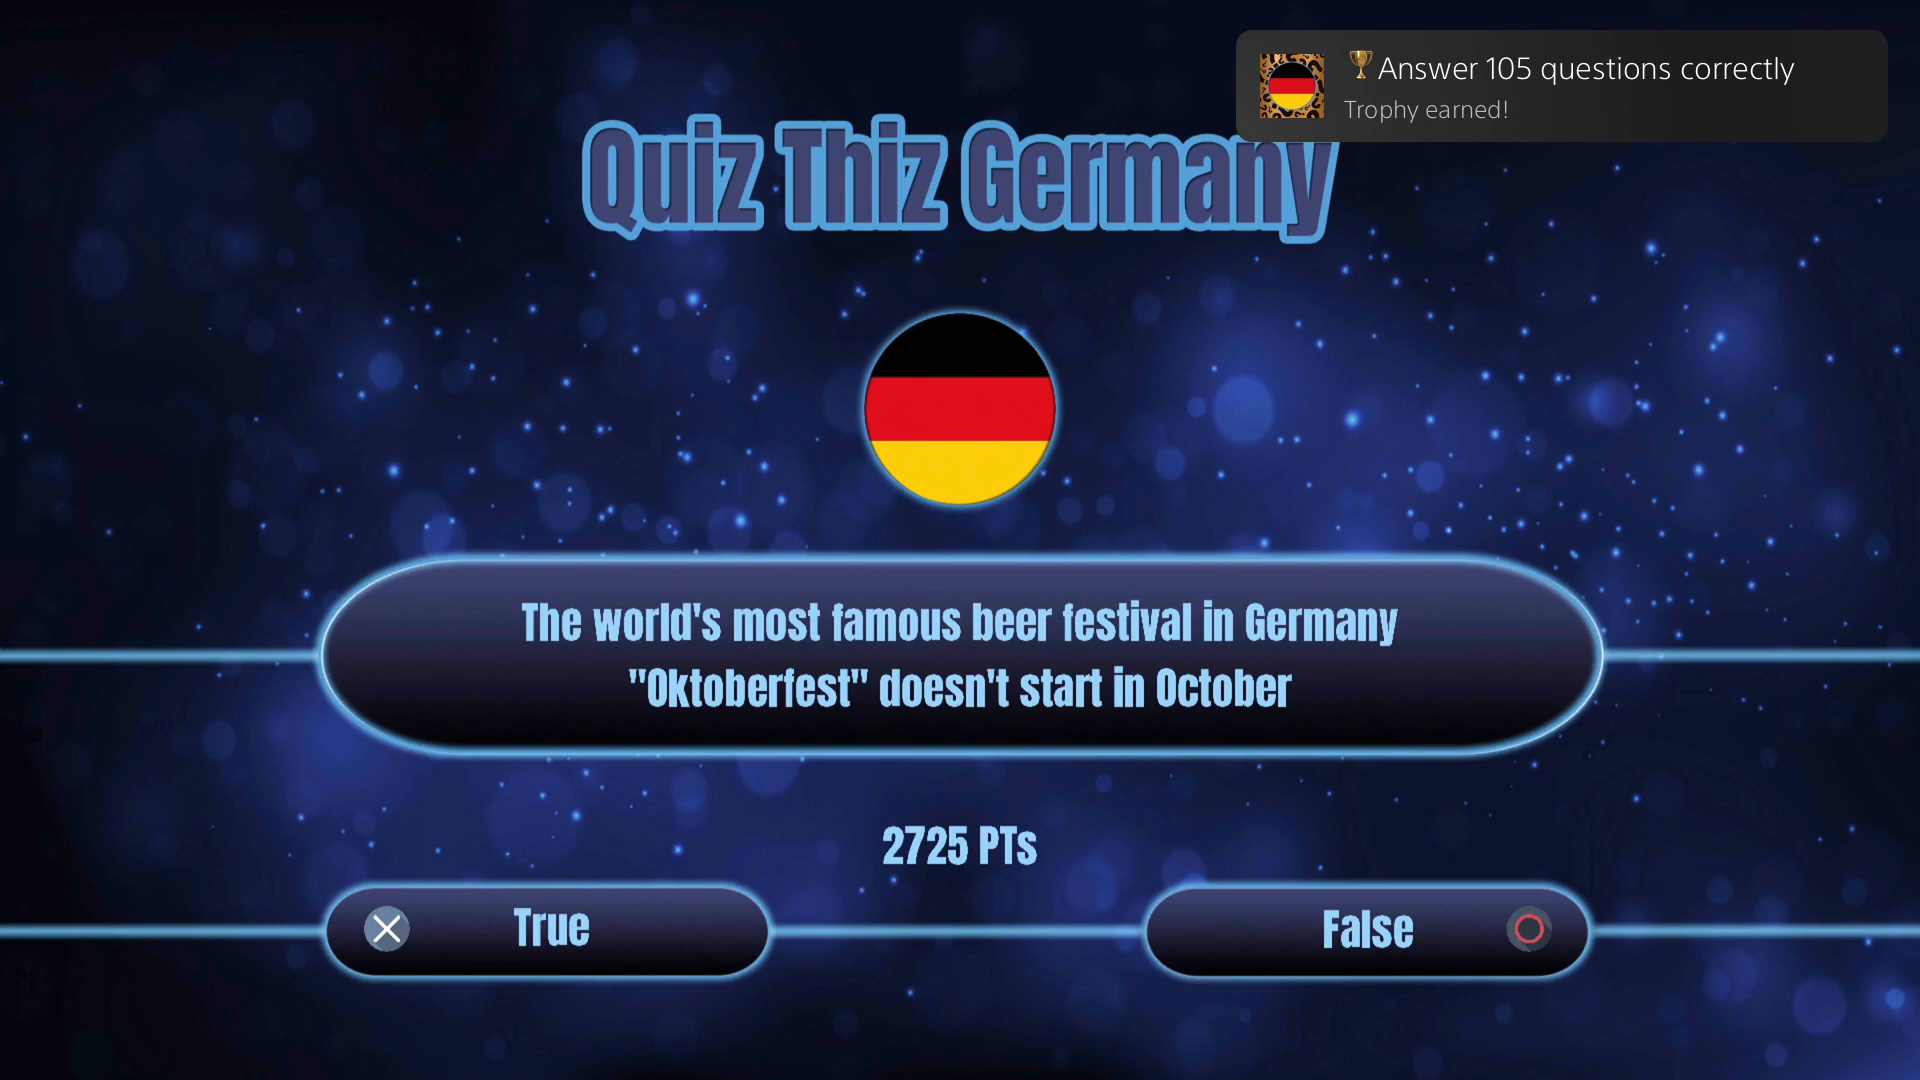 Answer 105 questions correctly
Trophy earned!
Quiz Thiz Germany
The world's most famous beer festival in Germany
"Oktoberfest" doesn't start in October
2725 PTs
True
False